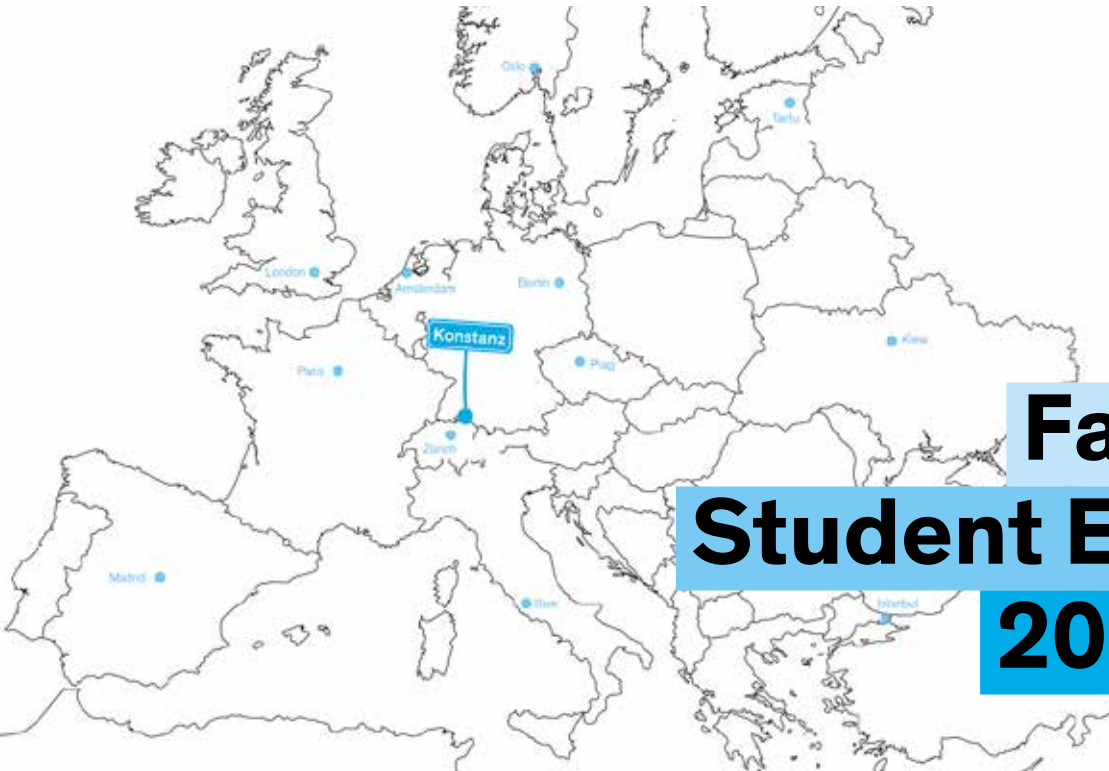 Oslo
Tartu
London
Amsterdam
Berlin
Konstanz
Kiew
Prag
Paris
Zürich
Fa
Student E
Madrid
Rom
Istanbul
20